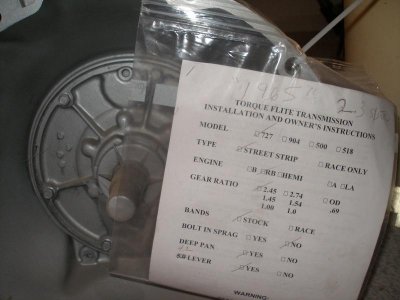 1965
TORQUE FLITE TRANSMISSION
INSTALLATION AND OWNER'S INSTRUCTIONS
MODEL □727 □904 □500 □518
TYPE □STREET STRIP □RACE ONLY
ENGINE □B □RB □HEMI □A □LA
GEAR RATIO □2.45 □2.74 □OD
1.45 1.54 .69
1.00 1.0
BANDS □STOCK □RACE
BOLT IN SPRAG □YES □NO
DEEP PAN □YES □NO
LEVER □YES □NO
WARNING: